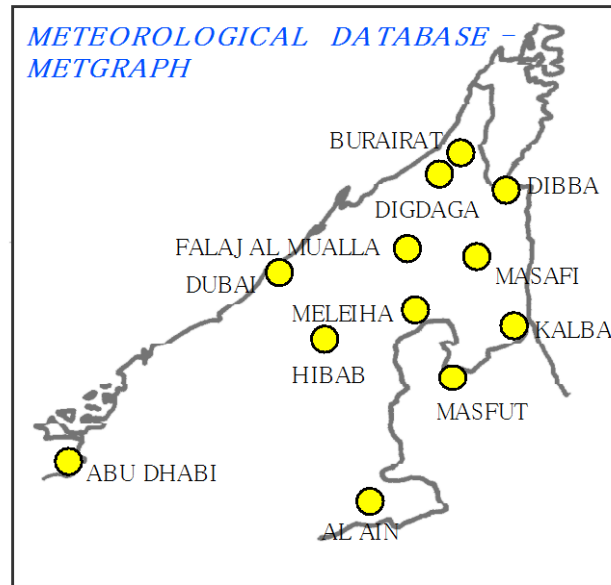 METEOROLOGICAL DATABASE -
METGRAPH
BURAIRAT
DIBBA
DIGDAGA
FALAJ AL MUALLA
MASAFI
DUBAI
MELEIHA
KALBA
HIBAB
MASFUT
ABU DHABI
AL AIN